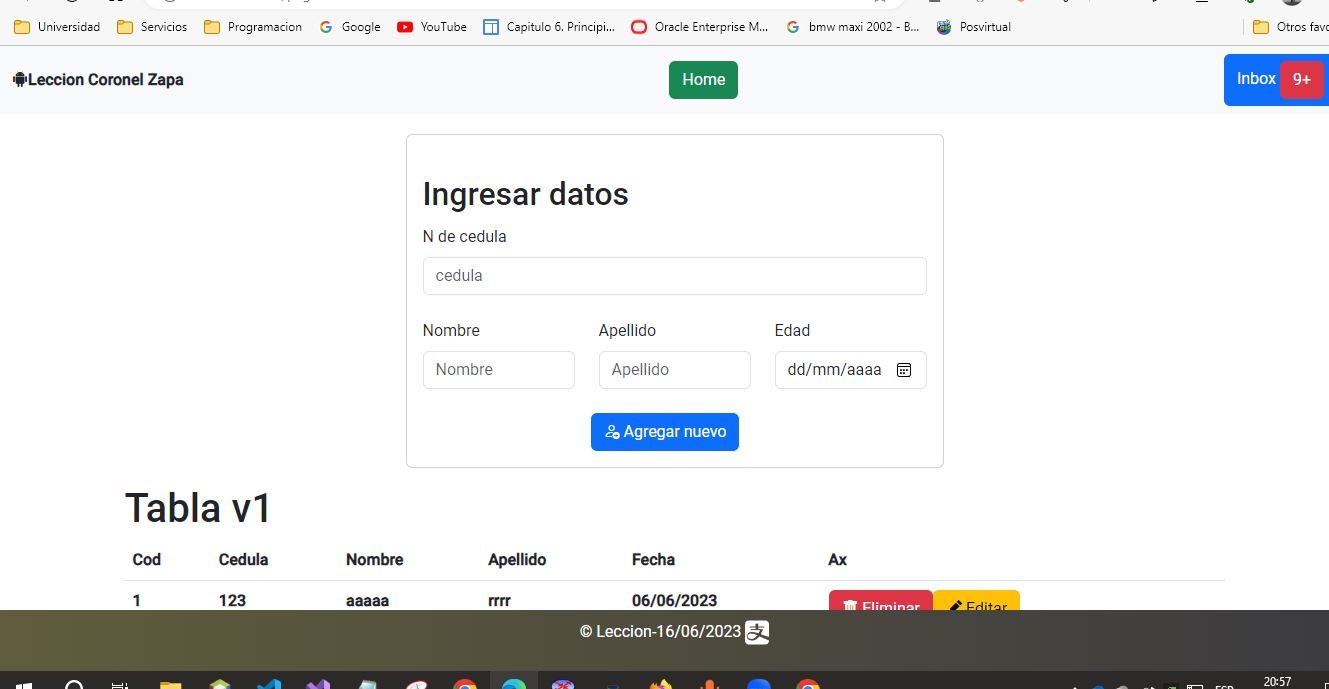 Universidad Servicios Programacion Google YouTube Capitulo 6. Principi... Oracle Enterprise M... bmw maxi 2002 - B... Posvirtual Otros favo
Leccion Coronel Zapa Home Inbox 9+
Ingresar datos
N de cedula
cedula
Nombre Apellido Edad
Nombre Apellido dd/mm/aaaa
Agregar nuevo
Tabla v1
Cod Cedula Nombre Apellido Fecha Ax
1 123 aaaaa rrrr 06/06/2023 Eliminar Editar
© Leccion-16/06/2023 支
20:57
ESP